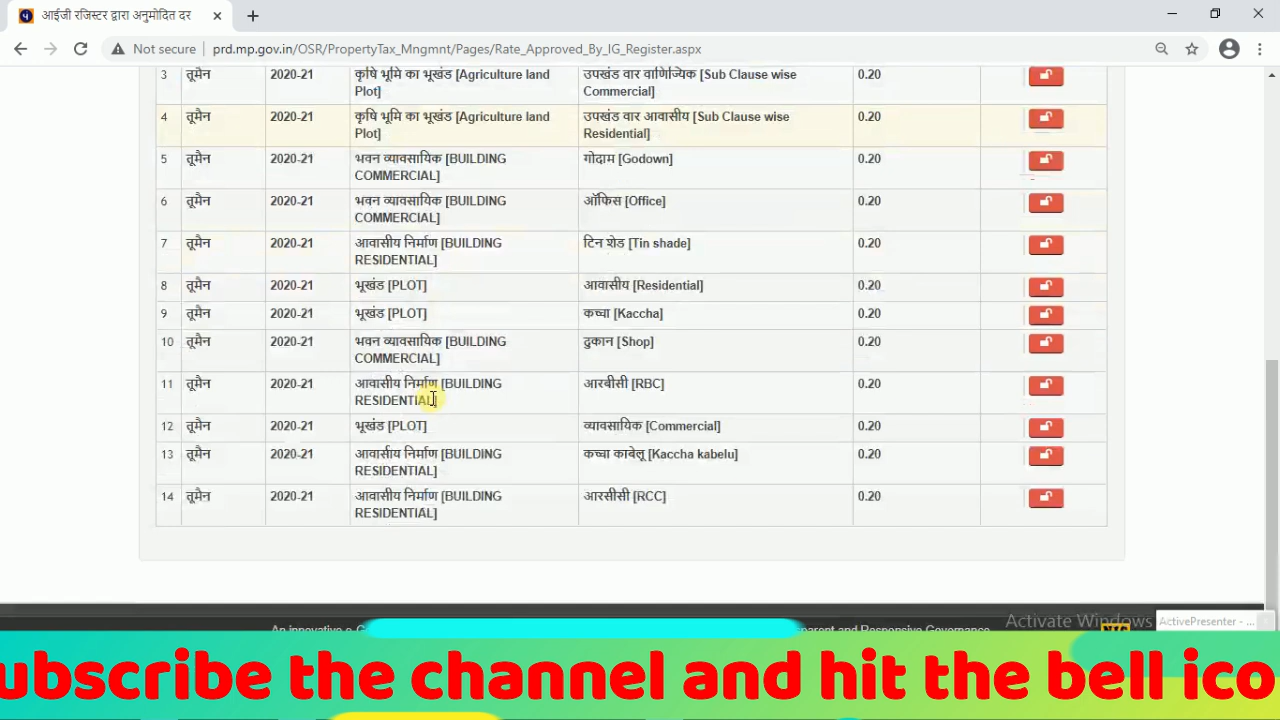 आईजी रजिस्टर द्वारा अनुमोदित दर
Not secure prd.mp.gov.in/OSR/PropertyTax_Mngmnt/Pages/Rate_Approved_By_IG_Register.aspx
3 तूमैन 2020-21 कृषि भूमि का भूखंड [Agriculture land उपखंड वार वाणिज्यिक [Sub Clause wise 0.20
Plot] Commercial]
4 तूमैन 2020-21 कृषि भूमि का भूखंड [Agriculture land उपखंड वार आवासीय [Sub Clause wise 0.20
Plot] Residential]
5 तूमैन 2020-21 भवन व्यावसायिक [BUILDING गोदाम [Godown] 0.20
COMMERCIAL]
6 तूमैन 2020-21 भवन व्यावसायिक [BUILDING ऑफिस [Office] 0.20
COMMERCIAL]
7 तूमैन 2020-21 आवासीय निर्माण [BUILDING टिन शेड [Tin shade] 0.20
RESIDENTIAL]
8 तूमैन 2020-21 भूखंड [PLOT] आवासीय [Residential] 0.20
9 तूमैन 2020-21 भूखंड [PLOT] कच्चा [Kaccha] 0.20
10 तूमैन 2020-21 भवन व्यावसायिक [BUILDING दुकान [Shop] 0.20
COMMERCIAL]
11 तूमैन 2020-21 आवासीय निर्माण [BUILDING आरबीसी [RBC] 0.20
RESIDENTIAL]
12 तूमैन 2020-21 भूखंड [PLOT] व्यावसायिक [Commercial] 0.20
13 तूमैन 2020-21 आवासीय निर्माण [BUILDING कच्चा काबेलू [Kaccha kabelu] 0.20
RESIDENTIAL]
14 तूमैन 2020-21 आवासीय निर्माण [BUILDING आरसीसी [RCC] 0.20
RESIDENTIAL]
Activate Windows ActivePresenter - ...
An innovative e-G parent and Responsive Governance NIC
ubscribe the channel and hit the bell ico